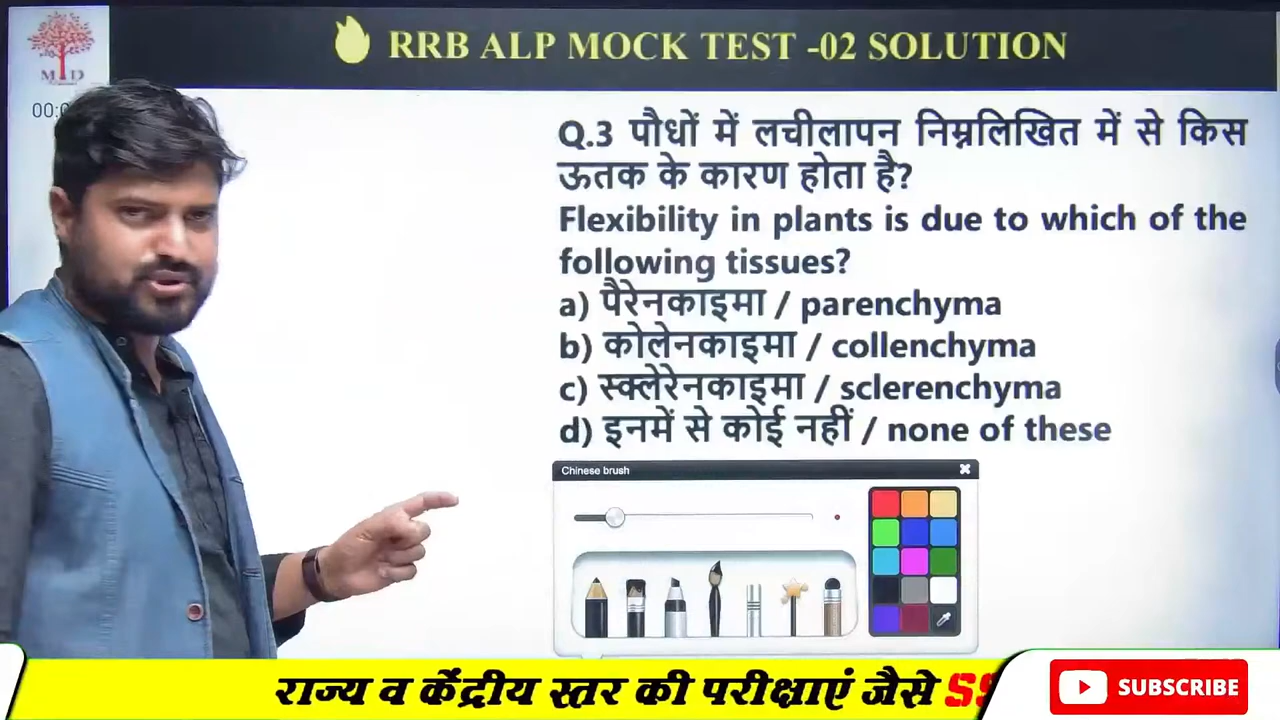 MD
RRB ALP MOCK TEST -02 SOLUTION
Q.3 पौधों में लचीलापन निम्नलिखित में से किस
ऊतक के कारण होता है?
Flexibility in plants is due to which of the
following tissues?
a) पैरेनकाइमा / parenchyma
b) कोलेनकाइमा / collenchyma
c) स्क्लेरेनकाइमा / sclerenchyma
d) इनमें से कोई नहीं / none of these
Chinese brush
राज्य व केंद्रीय स्तर की परीक्षाएं जैसे
SUBSCRIBE